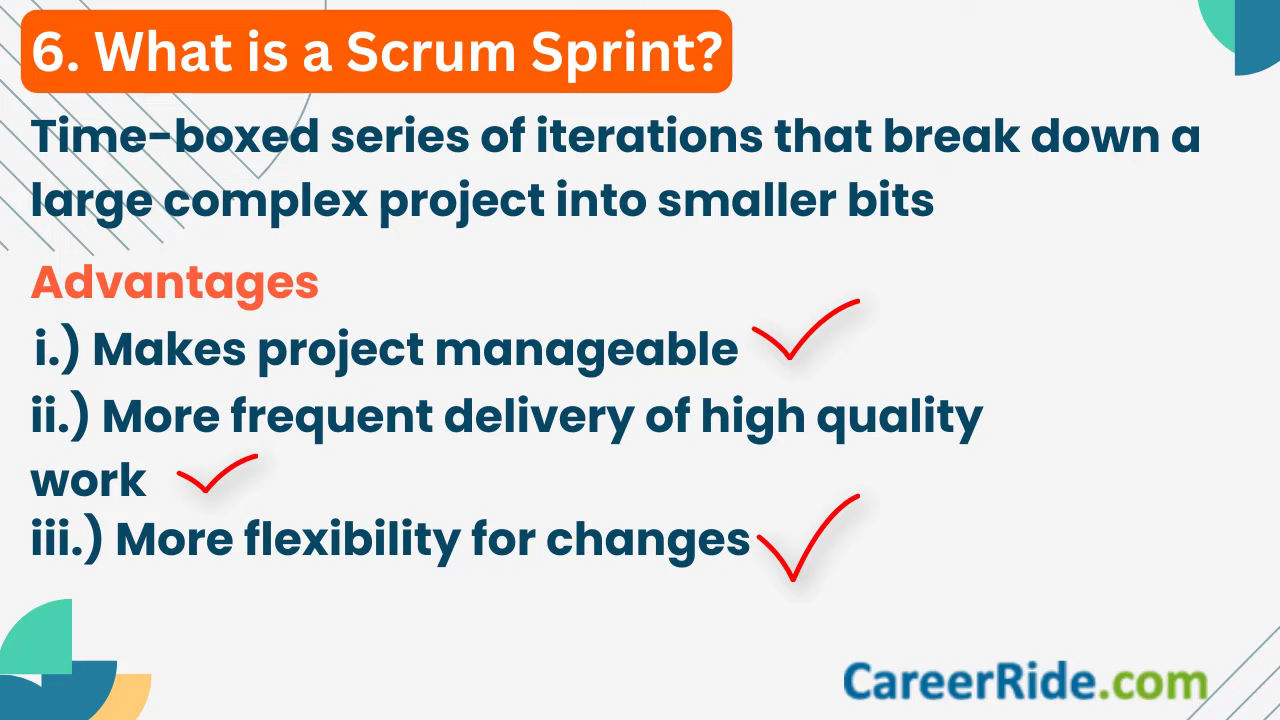 6. What is a Scrum Sprint?
Time-boxed series of iterations that break down a
large complex project into smaller bits
Advantages
i.) Makes project manageable
ii.) More frequent delivery of high quality
work
iii.) More flexibility for changes
CareerRide.com